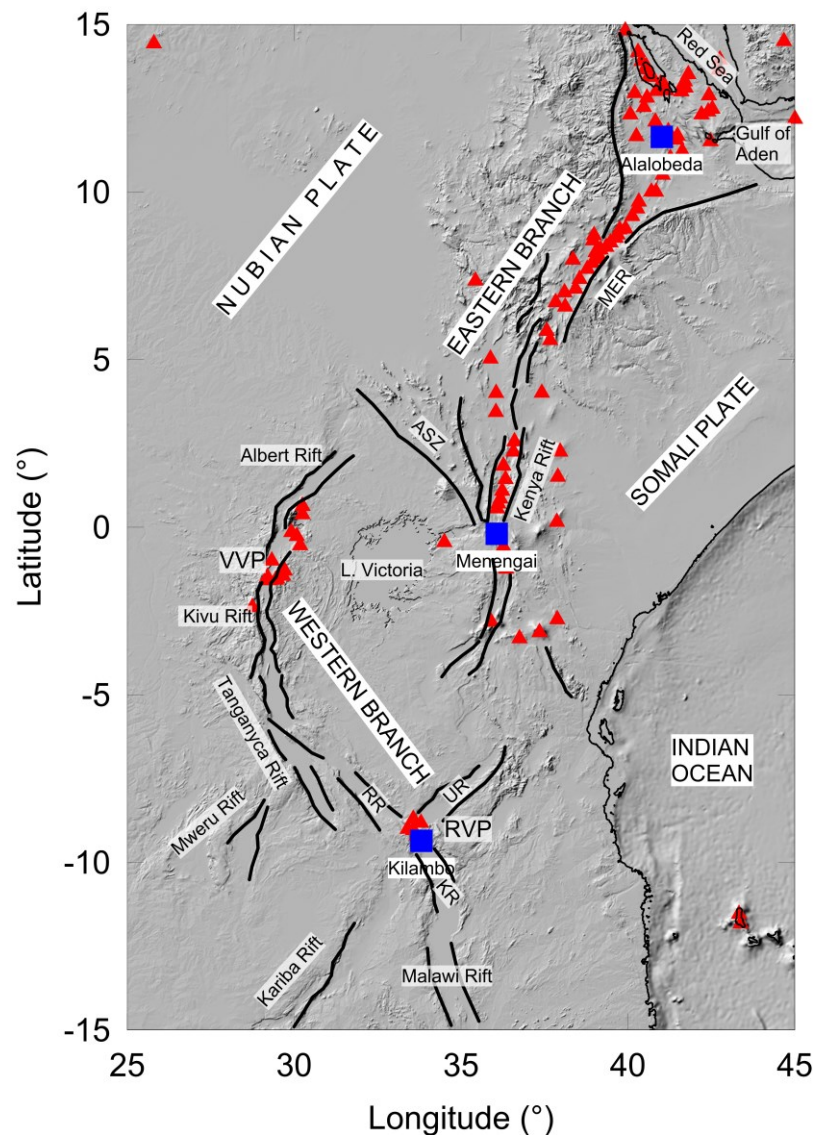 15
10
5
0
-5
-10
-15
25
30
35
40
45
Latitude (°)
Longitude (°)
Red Sea
Gulf of
Aden
Alalobeda
NUBIAN PLATE
EASTERN BRANCH
MER
SOMALI PLATE
ASZ
Albert Rift
Kenya Rift
VVP
L. Victoria
Menengai
Kivu Rift
WESTERN BRANCH
Tanganyca Rift
INDIAN
OCEAN
Mweru Rift
RR
UR
RVP
Kilambo
KR
Kariba Rift
Malawi Rift